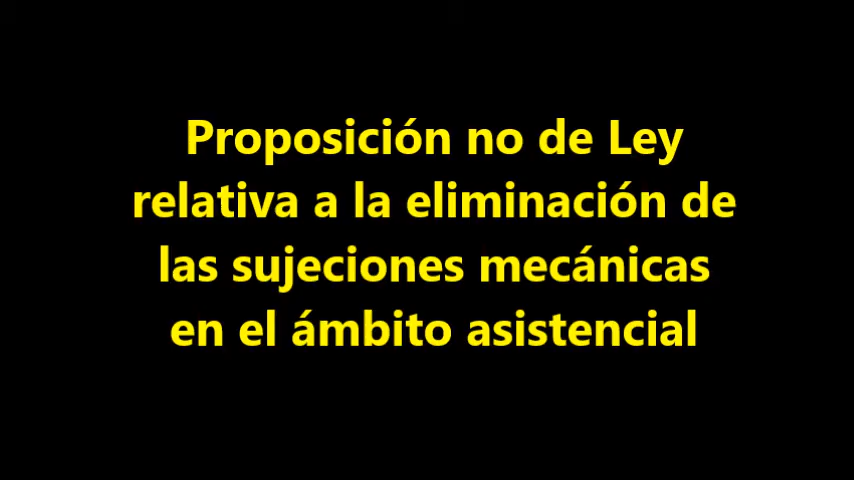 Proposición no de Ley
relativa a la eliminación de
las sujeciones mecánicas
en el ámbito asistencial